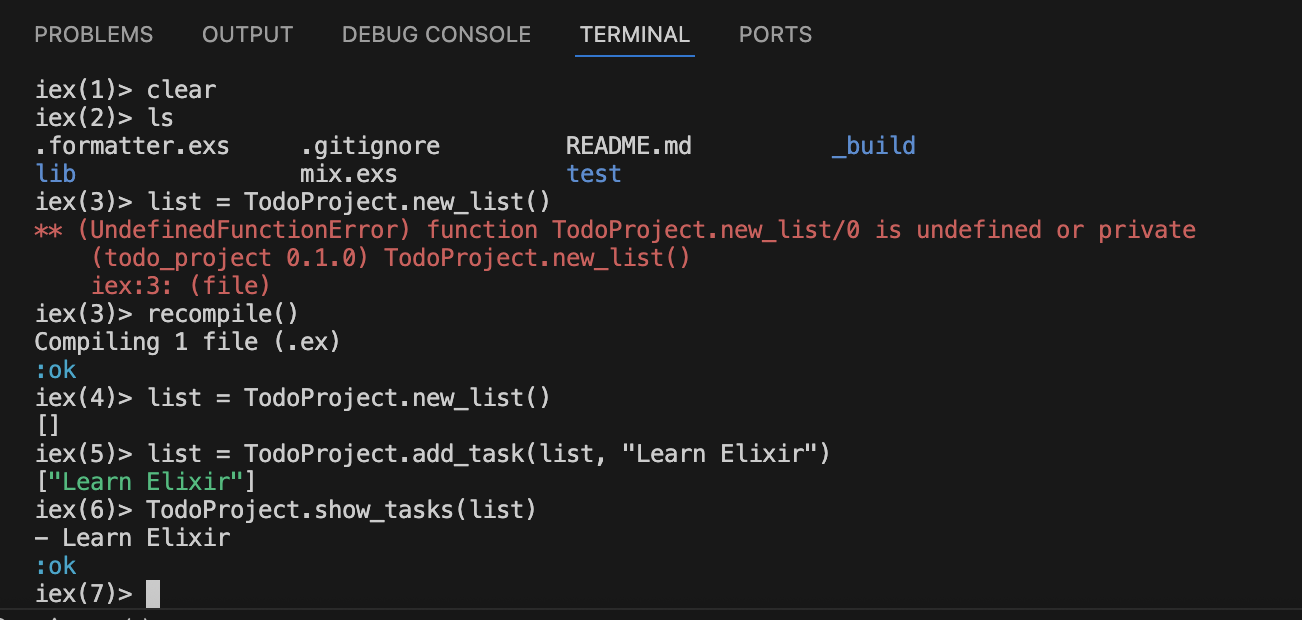 PROBLEMS OUTPUT DEBUG CONSOLE TERMINAL PORTS
iex(1)> clear
iex(2)> ls
.formatter.exs .gitignore README.md _build
lib mix.exs test
iex(3)> list = TodoProject.new_list()
** (UndefinedFunctionError) function TodoProject.new_list/0 is undefined or private
    (todo_project 0.1.0) TodoProject.new_list()
    iex:3: (file)
iex(3)> recompile()
Compiling 1 file (.ex)
:ok
iex(4)> list = TodoProject.new_list()
[]
iex(5)> list = TodoProject.add_task(list, "Learn Elixir")
["Learn Elixir"]
iex(6)> TodoProject.show_tasks(list)
- Learn Elixir
:ok
iex(7)>